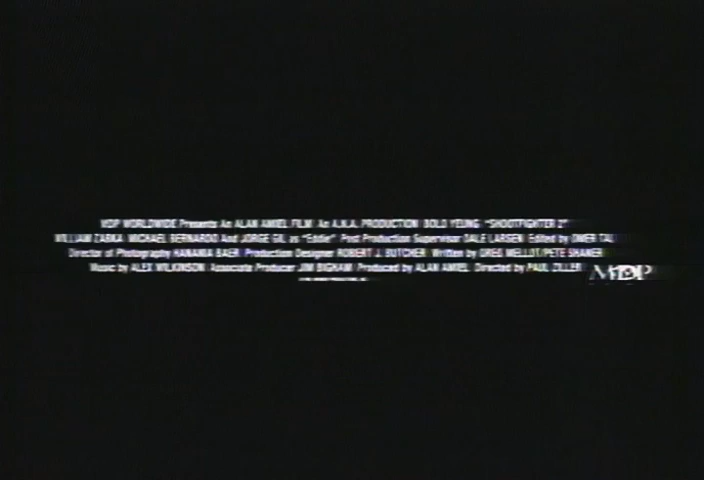 MDP WORLDWIDE Presents An ALAN AMIEL FILM An A.N.A. PRODUCTION BOLO YEUNG "SHOOTFIGHTER 2"
WILLIAM ZABKA MICHAEL BERNARDO And JORGE GIL as "Eddie" Post Production Supervisor DALE LARSEN Edited by OMER TAL
Director of Photography HANANIA BAER Production Designer ROBERT J. BUTCHER Written by GREG MELLOTT/PETE SHANER
Music by ALEX WILKINSON Associate Producer JIM BIGHAM Produced by ALAN AMIEL Directed by PAUL ZILLER
MDP